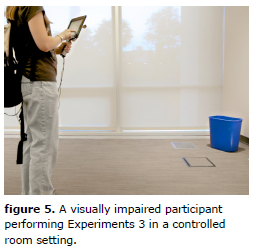 figure 5. A visually impaired participant
performing Experiments 3 in a controlled
room setting.